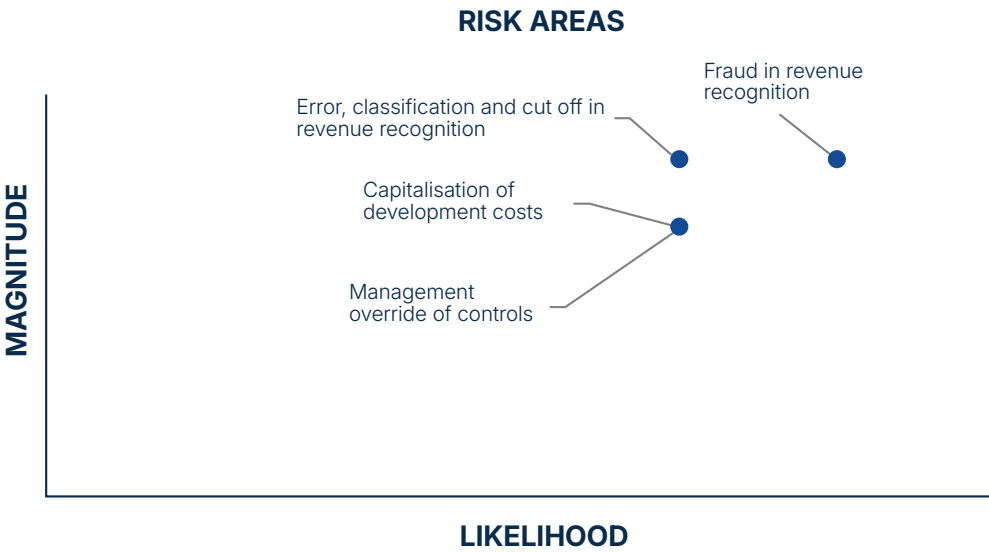 RISK AREAS
Fraud in revenue
recognition
Error, classification and cut off in
revenue recognition
Capitalisation of
development costs
Management
override of controls
MAGNITUDE
LIKELIHOOD